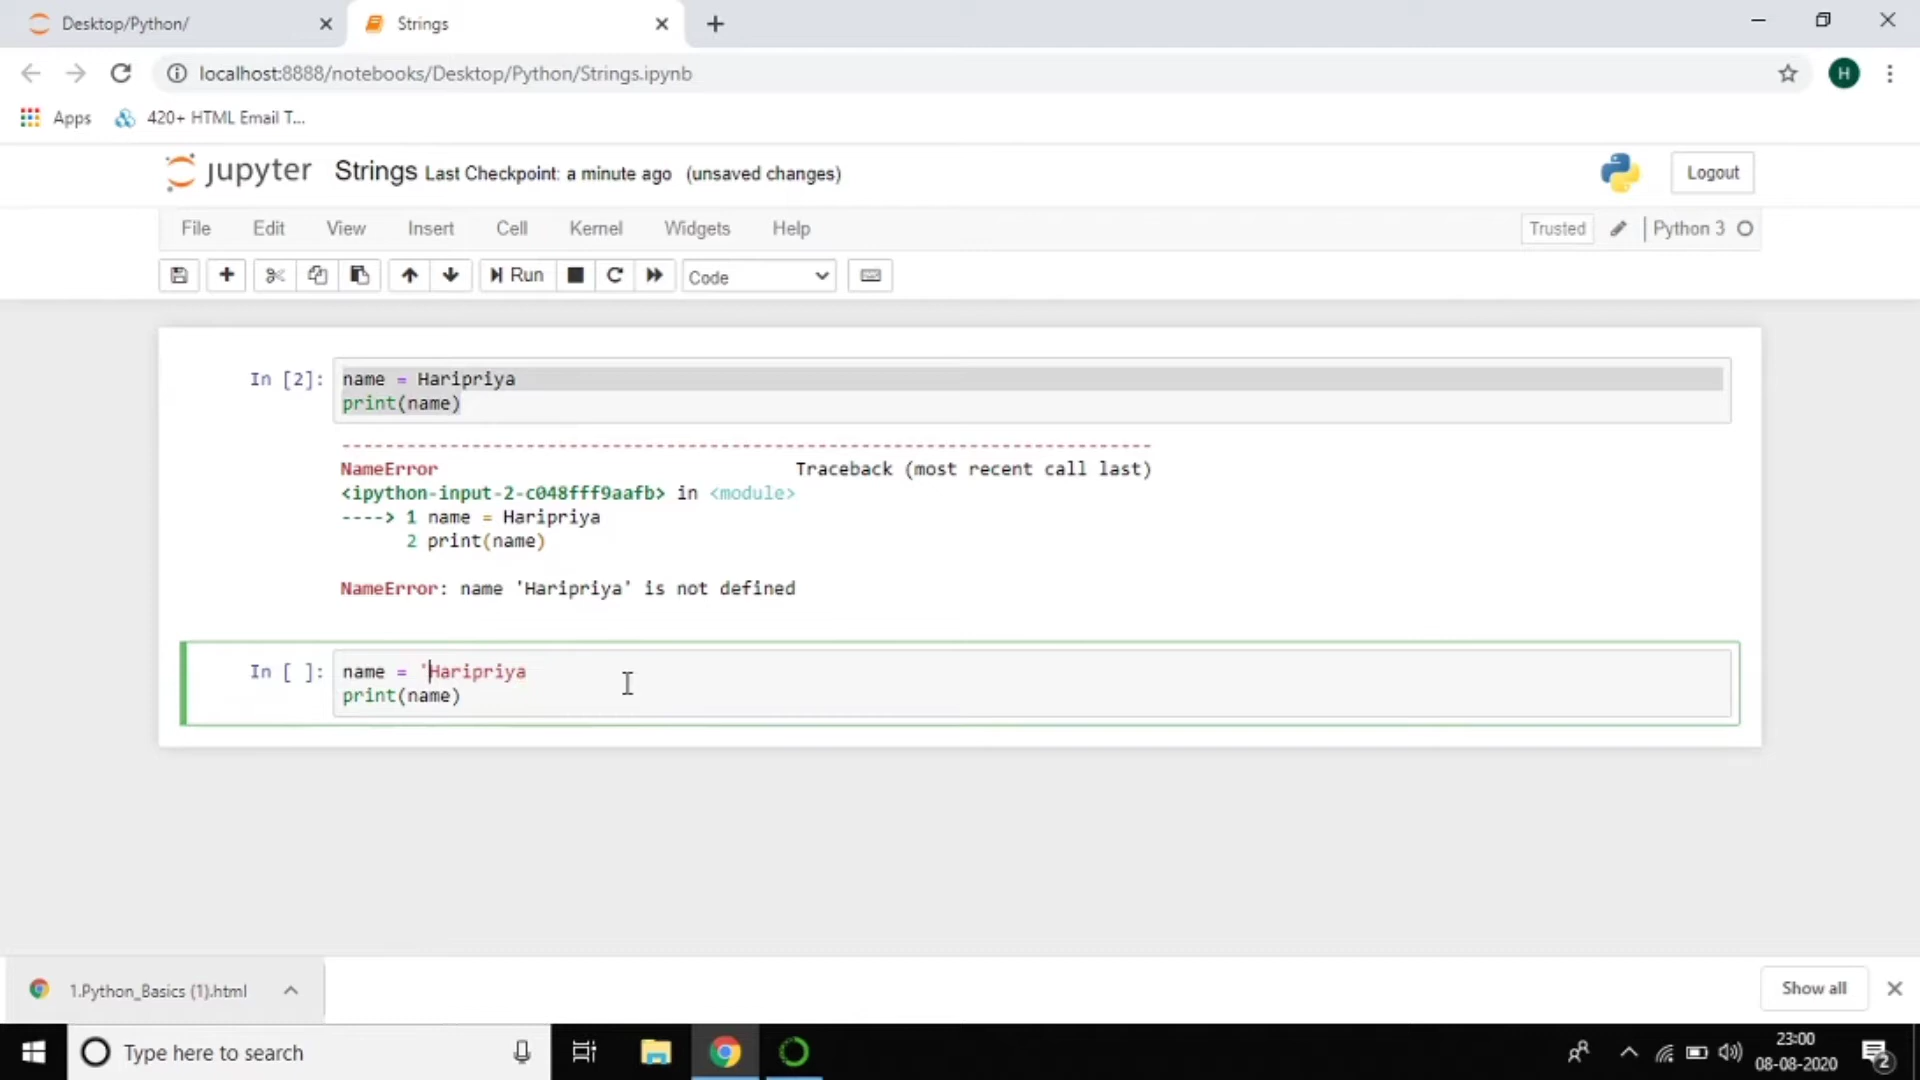 Desktop/Python/
Strings
localhost:8888/notebooks/Desktop/Python/Strings.ipynb
H
Apps
420+ HTML Email T...
jupyter Strings Last Checkpoint: a minute ago (unsaved changes)
Logout
File Edit View Insert Cell Kernel Widgets Help
Trusted Python 3
Run Code
In [2]: name = Haripriya
print(name)
---------------------------------------------------------------------------
NameError Traceback (most recent call last)
<ipython-input-2-c048fff9aafb> in <module>
----> 1 name = Haripriya
2 print(name)
NameError: name 'Haripriya' is not defined
In [ ]: name = 'Haripriya
print(name)
1.Python_Basics (1).html
Show all
Type here to search
23:00
08-08-2020
2